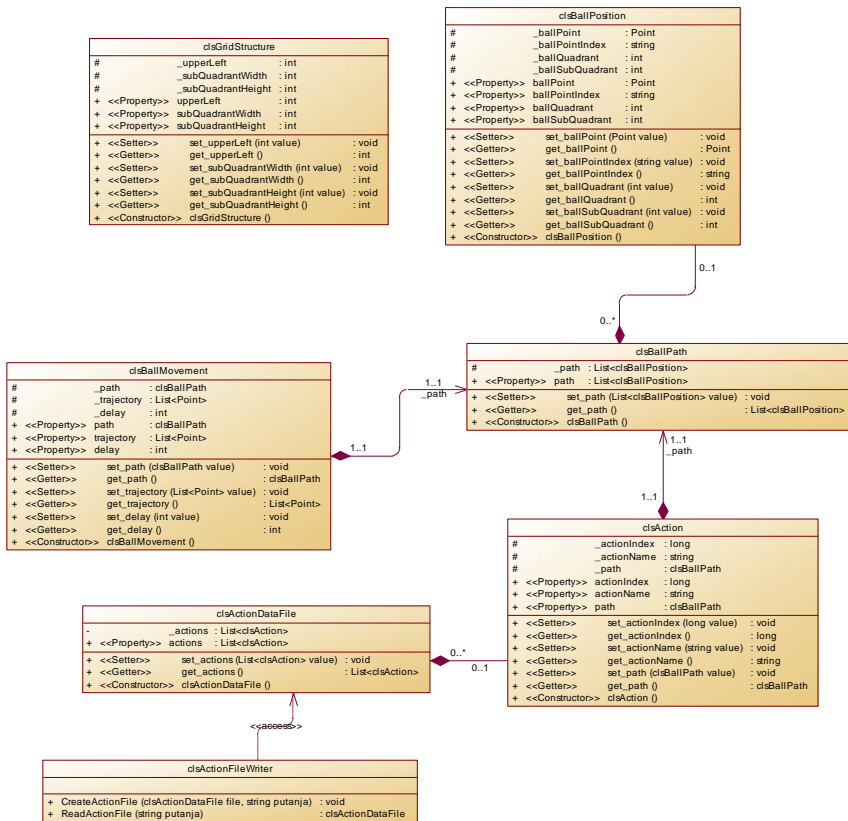 clsGridStructure
# _upperLeft : int
# _subQuadrantWidth : int
# _subQuadrantHeight : int
+ <<Property>> upperLeft : int
+ <<Property>> subQuadrantWidth : int
+ <<Property>> subQuadrantHeight : int
+ <<Setter>> set_upperLeft (int value) : void
+ <<Getter>> get_upperLeft () : int
+ <<Setter>> set_subQuadrantWidth (int value) : void
+ <<Getter>> get_subQuadrantWidth () : int
+ <<Setter>> set_subQuadrantHeight (int value) : void
+ <<Getter>> get_subQuadrantHeight () : int
+ <<Constructor>> clsGridStructure ()
clsBallPosition
# _ballPoint : Point
# _ballPointIndex : string
# _ballQuadrant : int
# _ballSubQuadrant : int
+ <<Property>> ballPoint : Point
+ <<Property>> ballPointIndex : string
+ <<Property>> ballQuadrant : int
+ <<Property>> ballSubQuadrant : int
+ <<Setter>> set_ballPoint (Point value) : void
+ <<Getter>> get_ballPoint () : Point
+ <<Setter>> set_ballPointIndex (string value) : void
+ <<Getter>> get_ballPointIndex () : string
+ <<Setter>> set_ballQuadrant (int value) : void
+ <<Getter>> get_ballQuadrant () : int
+ <<Setter>> set_ballSubQuadrant (int value) : void
+ <<Getter>> get_ballSubQuadrant () : int
+ <<Constructor>> clsBallPosition ()
0..1
0..*
clsBallPath
# _path : List<clsBallPosition>
+ <<Property>> path : List<clsBallPosition>
+ <<Setter>> set_path (List<clsBallPosition> value) : void
+ <<Getter>> get_path () : List<clsBallPosition>
+ <<Constructor>> clsBallPath ()
clsBallMovement
# _path : clsBallPath
# _trajectory : List<Point>
# _delay : int
+ <<Property>> path : clsBallPath
+ <<Property>> trajectory : List<Point>
+ <<Property>> delay : int
+ <<Setter>> set_path (clsBallPath value) : void
+ <<Getter>> get_path () : clsBallPath
+ <<Setter>> set_trajectory (List<Point> value) : void
+ <<Getter>> get_trajectory () : List<Point>
+ <<Setter>> set_delay (int value) : void
+ <<Getter>> get_delay () : int
+ <<Constructor>> clsBallMovement ()
1..1
_path
1..1
1..1
_path
1..1
clsAction
# _actionIndex : long
# _actionName : string
# _path : clsBallPath
+ <<Property>> actionIndex : long
+ <<Property>> actionName : string
+ <<Property>> path : clsBallPath
+ <<Setter>> set_actionIndex (long value) : void
+ <<Getter>> get_actionIndex () : long
+ <<Setter>> set_actionName (string value) : void
+ <<Getter>> get_actionName () : string
+ <<Setter>> set_path (clsBallPath value) : void
+ <<Getter>> get_path () : clsBallPath
+ <<Constructor>> clsAction ()
clsActionDataFile
- _actions : List<clsAction>
+ <<Property>> actions : List<clsAction>
+ <<Setter>> set_actions (List<clsAction> value) : void
+ <<Getter>> get_actions () : List<clsAction>
+ <<Constructor>> clsActionDataFile ()
0..*
0..1
<<access>>
clsActionFileWriter
+ CreateActionFile (clsActionDataFile file, string putanja) : void
+ ReadActionFile (string putanja) : clsActionDataFile